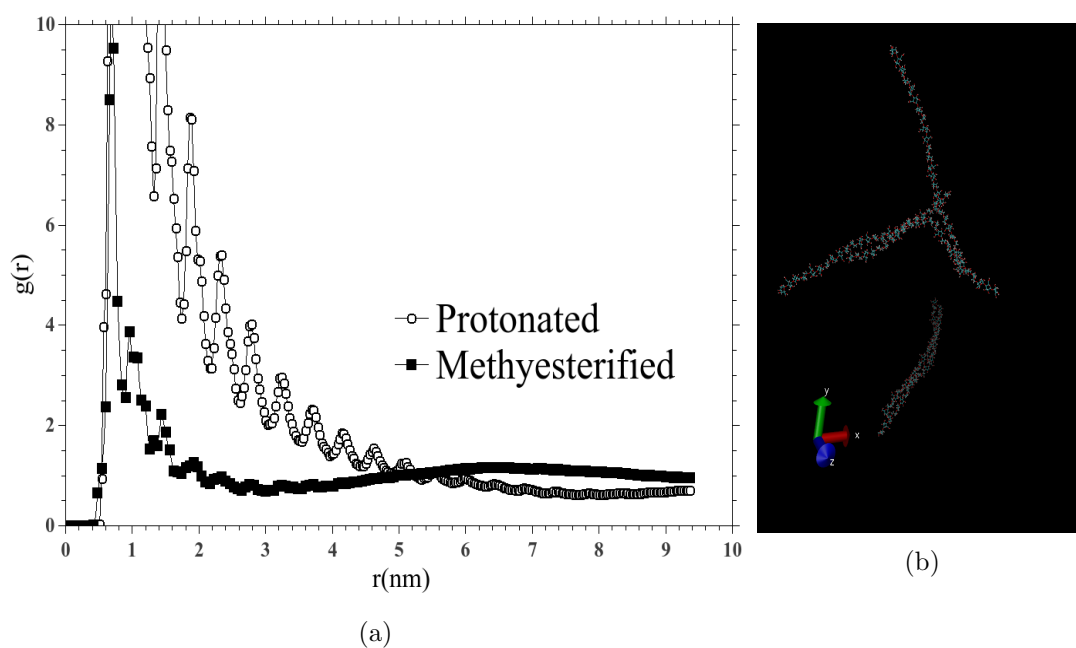 10
8
6
4
2
0
g(r)
Protonated
Methyesterified
0 1 2 3 4 5 6 7 8 9 10
r(nm)
(a)
y
x
z
(b)